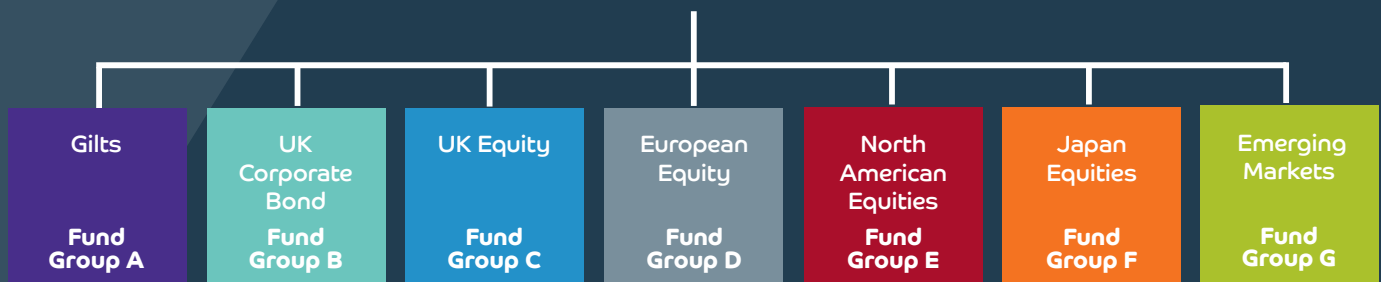 Gilts
Fund
Group A
UK
Corporate
Bond
Fund
Group B
UK Equity
Fund
Group C
European
Equity
Fund
Group D
North
American
Equities
Fund
Group E
Japan
Equities
Fund
Group F
Emerging
Markets
Fund
Group G